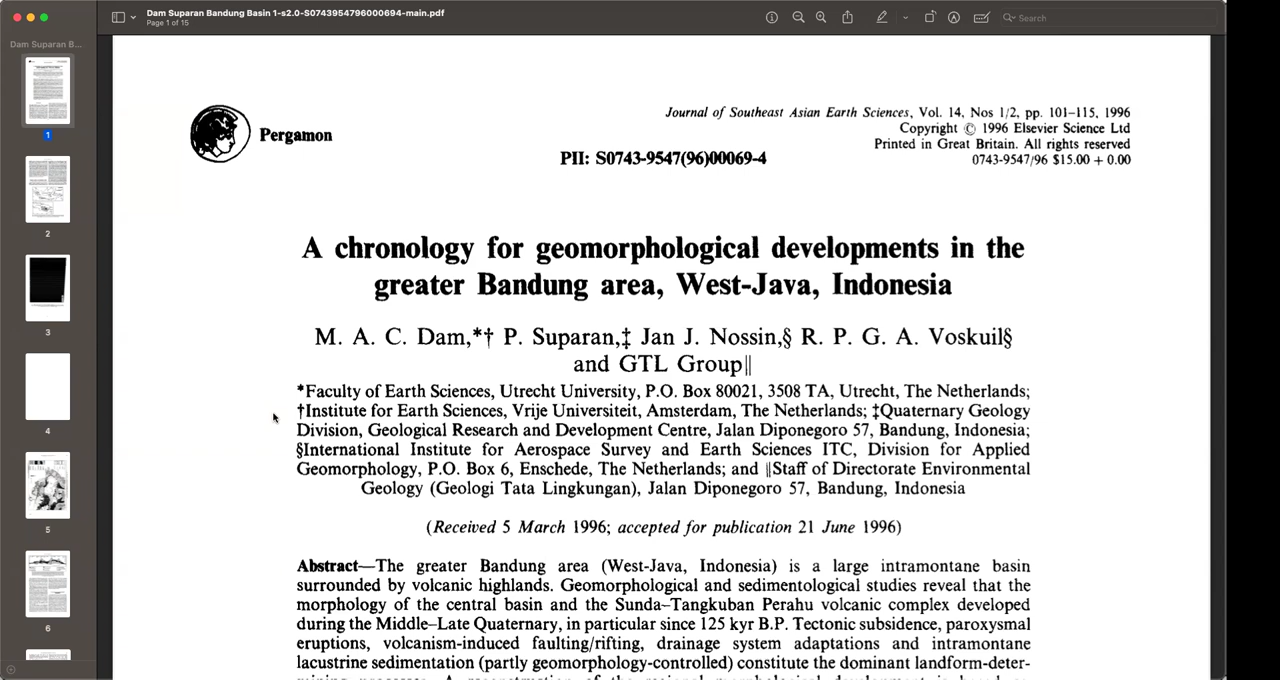 Dam Suparan Bandung Basin 1-s2.0-S0743954796000694-main.pdf
Page 1 of 15
Search
Dam Suparan B...
1
2
3
4
5
6
Pergamon
Journal of Southeast Asian Earth Sciences, Vol. 14, Nos 1/2, pp. 101–115, 1996
Copyright © 1996 Elsevier Science Ltd
Printed in Great Britain. All rights reserved
0743-9547/96 $15.00 + 0.00
PII: S0743-9547(96)00069-4
A chronology for geomorphological developments in the
greater Bandung area, West-Java, Indonesia
M. A. C. Dam,*† P. Suparan,‡ Jan J. Nossin,§ R. P. G. A. Voskuil§
and GTL Group||
*Faculty of Earth Sciences, Utrecht University, P.O. Box 80021, 3508 TA, Utrecht, The Netherlands;
†Institute for Earth Sciences, Vrije Universiteit, Amsterdam, The Netherlands; ‡Quaternary Geology
Division, Geological Research and Development Centre, Jalan Diponegoro 57, Bandung, Indonesia;
§International Institute for Aerospace Survey and Earth Sciences ITC, Division for Applied
Geomorphology, P.O. Box 6, Enschede, The Netherlands; and ||Staff of Directorate Environmental
Geology (Geologi Tata Lingkungan), Jalan Diponegoro 57, Bandung, Indonesia
(Received 5 March 1996; accepted for publication 21 June 1996)
Abstract—The greater Bandung area (West-Java, Indonesia) is a large intramontane basin
surrounded by volcanic highlands. Geomorphological and sedimentological studies reveal that the
morphology of the central basin and the Sunda–Tangkuban Perahu volcanic complex developed
during the Middle–Late Quaternary, in particular since 125 kyr B.P. Tectonic subsidence, paroxysmal
eruptions, volcanism-induced faulting/rifting, drainage system adaptations and intramontane
lacustrine sedimentation (partly geomorphology-controlled) constitute the dominant landform-deter-